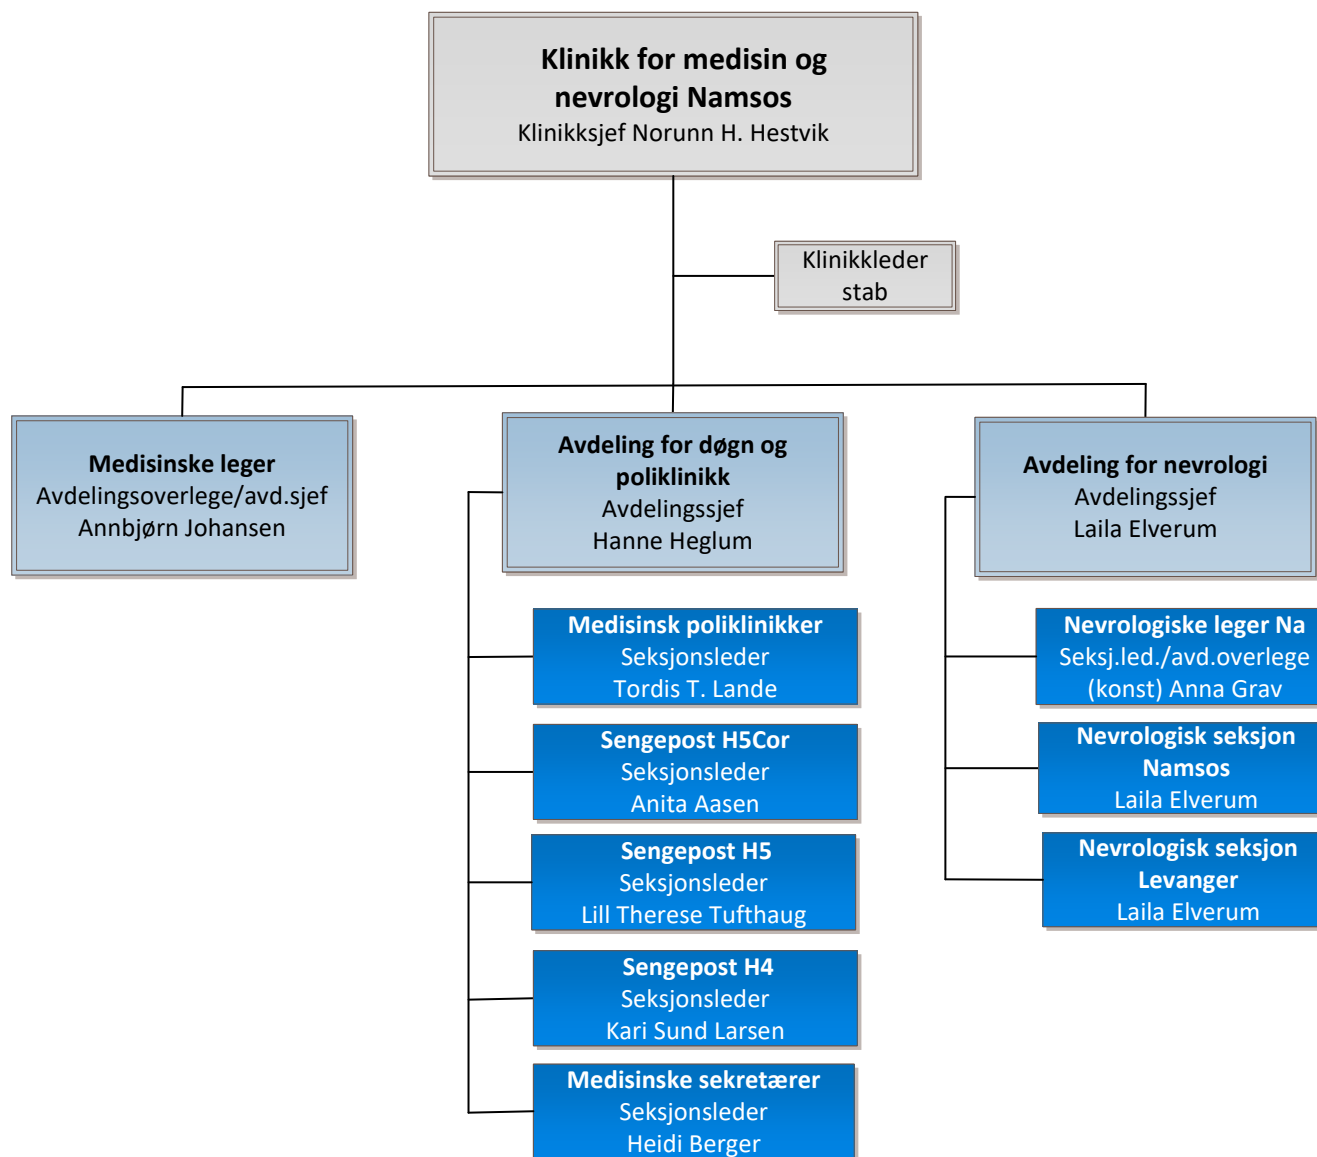 Klinikk for medisin og
nevrologi Namsos
Klinikksjef Norunn H. Hestvik
Klinikkleder
stab
Medisinske leger
Avdelingsoverlege/avd.sjef
Annbjørn Johansen
Avdeling for døgn og
poliklinikk
Avdelingssjef
Hanne Heglum
Medisinsk poliklinikker
Seksjonsleder
Tordis T. Lande
Sengepost H5Cor
Seksjonsleder
Anita Aasen
Sengepost H5
Seksjonsleder
Lill Therese Tufthaug
Sengepost H4
Seksjonsleder
Kari Sund Larsen
Medisinske sekretærer
Seksjonsleder
Heidi Berger
Avdeling for nevrologi
Avdelingssjef
Laila Elverum
Nevrologiske leger Na
Seksj.led./avd.overlege
(konst) Anna Grav
Nevrologisk seksjon
Namsos
Laila Elverum
Nevrologisk seksjon
Levanger
Laila Elverum